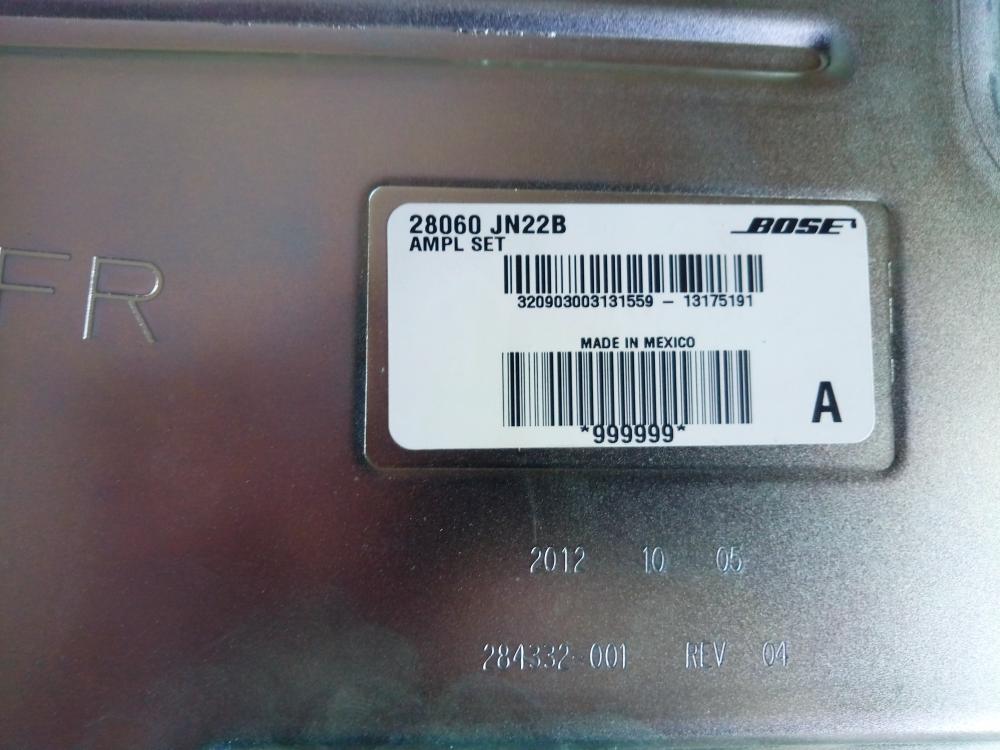 28060 JN22B
BOSE
AMPL SET
320903003131559 - 13175191
MADE IN MEXICO
*999999*
A
FR
2012 10 05
284332-001 REV 04